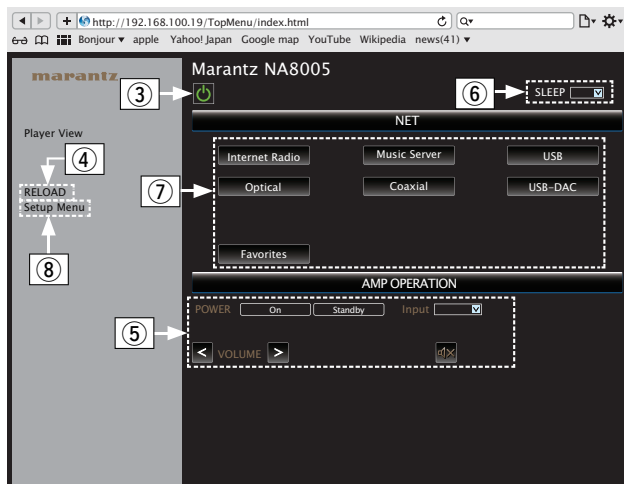 http://192.168.100.19/TopMenu/index.html
Bonjour▼ apple Yahoo! Japan Google map YouTube Wikipedia news(41)▼
marantz
Marantz NA8005
③
⑥
SLEEP
NET
Player View
④
Internet Radio Music Server USB
⑦
RELOAD
Optical Coaxial USB-DAC
Setup Menu
⑧
Favorites
AMP OPERATION
POWER On Standby Input
⑤
< VOLUME >